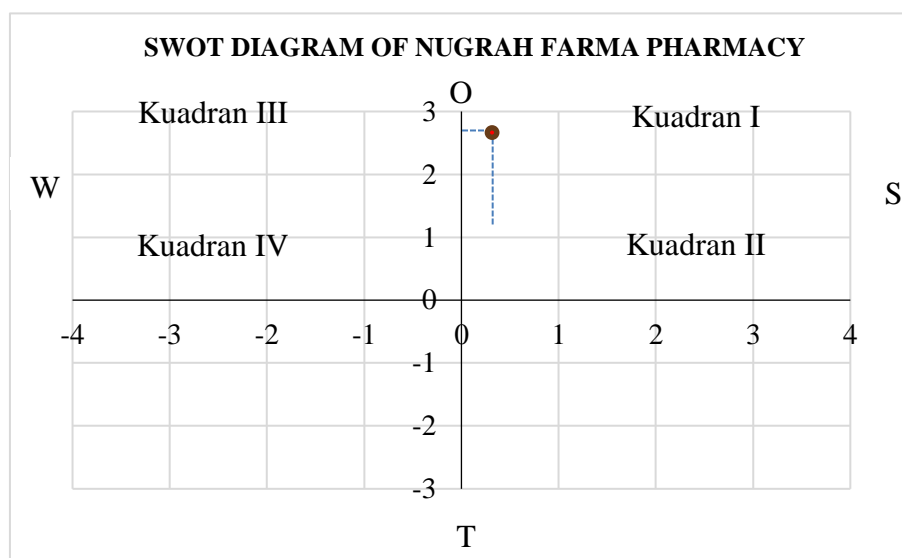 SWOT DIAGRAM OF NUGRAH FARMA PHARMACY
O
Kuadran III
3
Kuadran I
2
W
S
Kuadran IV
1
Kuadran II
0
-4 -3 -2 -1 0 1 2 3 4
-1
-2
-3
T